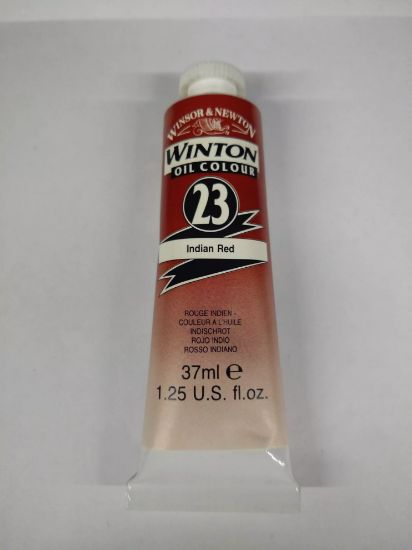 WINSOR & NEWTON
WINTON
OIL COLOUR
23
Indian Red
ROUGE INDIEN -
COULEUR A L'HUILE
INDISCHROT
ROJO INDIO
ROSSO INDIANO
37ml e
1.25 U.S. fl.oz.